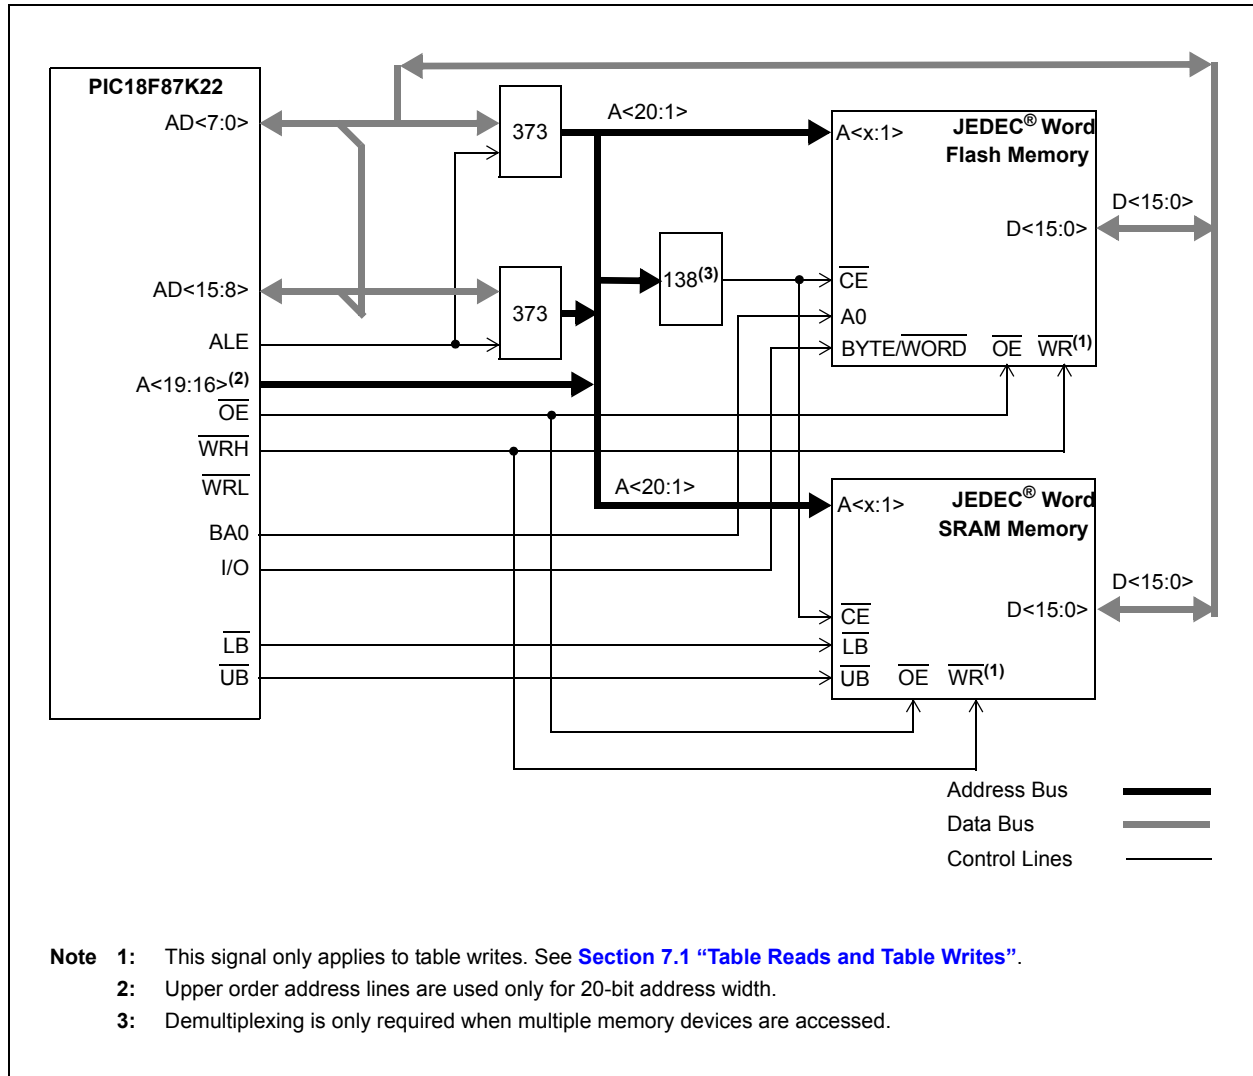 PIC18F87K22
AD<7:0>
AD<15:8>
ALE
A<19:16>(2)
OE
WRH
WRL
BA0
I/O
LB
UB
373
373
138(3)
A<20:1>
A<20:1>
A<x:1>
JEDEC® Word
Flash Memory
D<15:0>
CE
A0
BYTE/WORD
OE
WR(1)
D<15:0>
A<x:1>
JEDEC® Word
SRAM Memory
D<15:0>
CE
LB
UB
OE
WR(1)
D<15:0>
Address Bus
Data Bus
Control Lines
Note 1: This signal only applies to table writes. See Section 7.1 “Table Reads and Table Writes”.
2: Upper order address lines are used only for 20-bit address width.
3: Demultiplexing is only required when multiple memory devices are accessed.